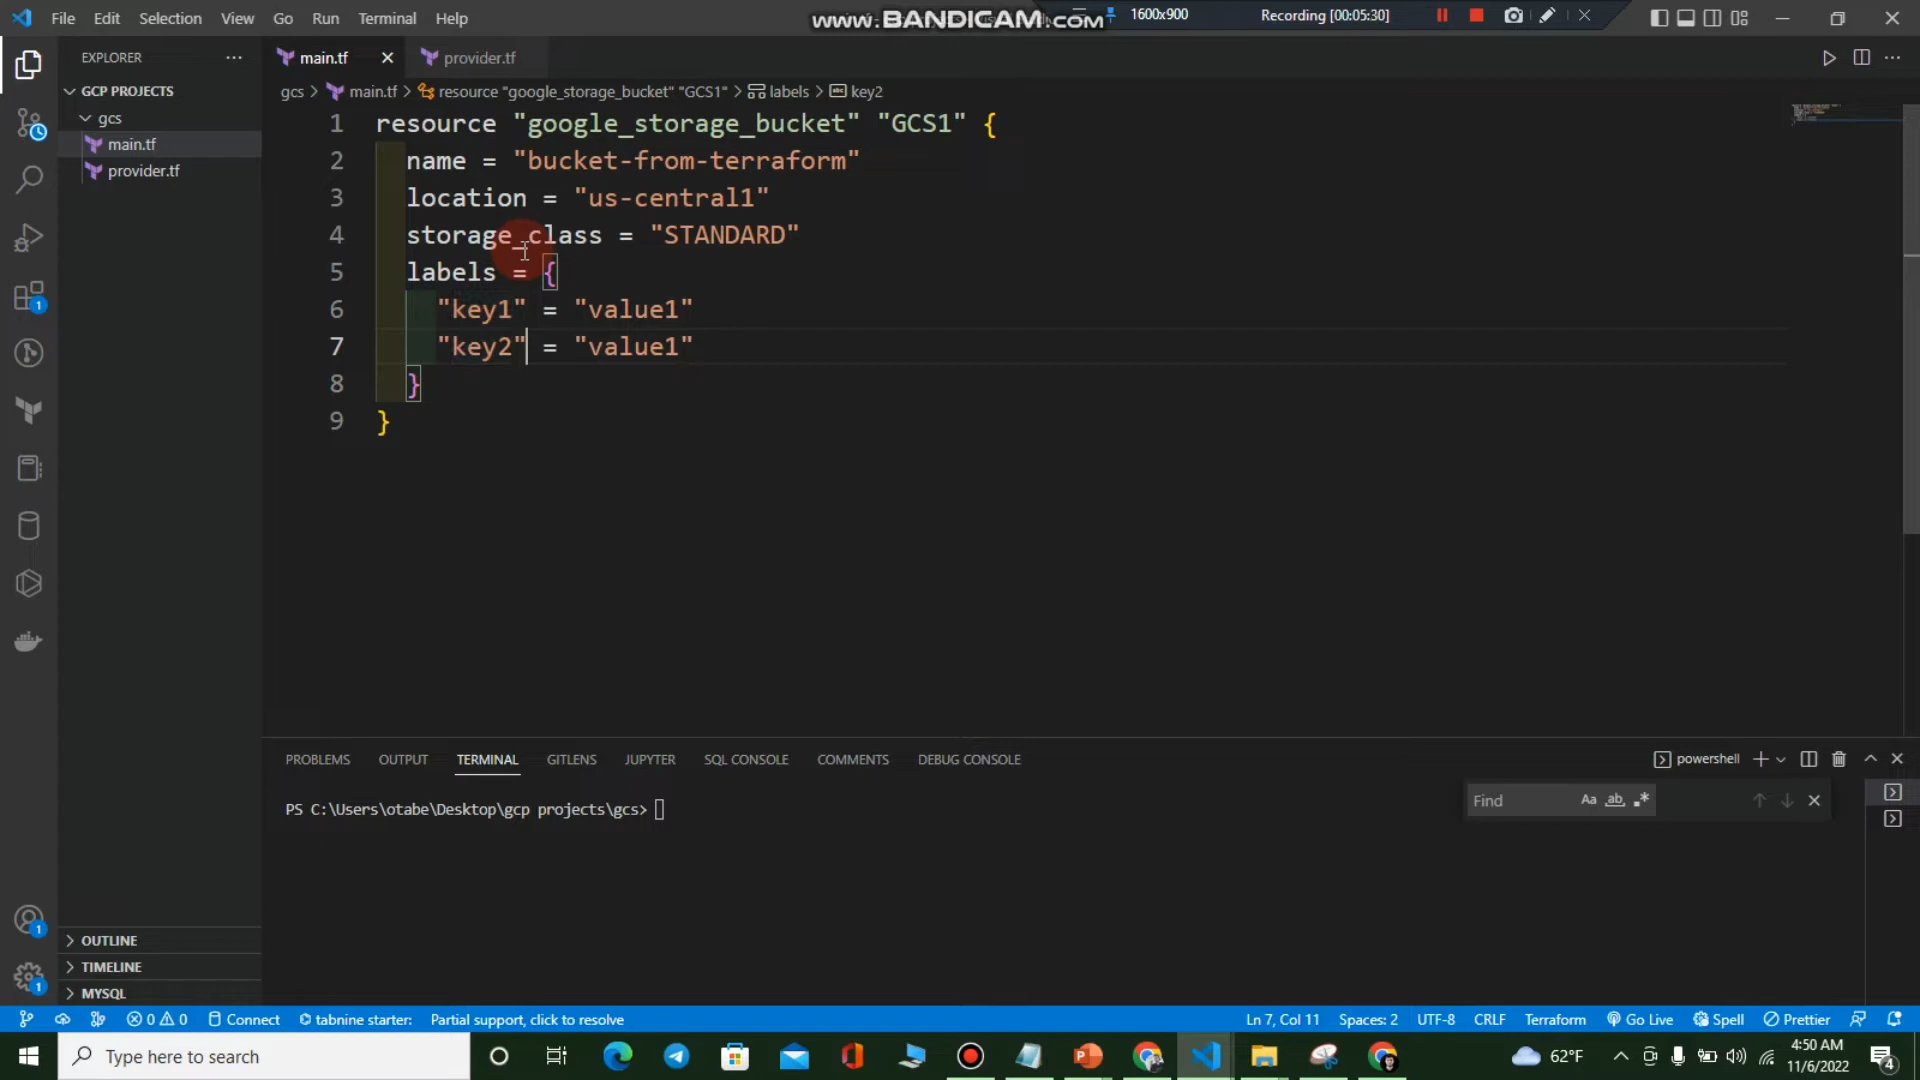 File Edit Selection View Go Run Terminal Help
www.BANDICAM.com
1600x900
Recording [00:05:30]
EXPLORER
main.tf
provider.tf
GCP PROJECTS
gcs > main.tf > resource "google_storage_bucket" "GCS1" > labels > key2
gcs
main.tf
provider.tf
1 resource "google_storage_bucket" "GCS1" {
2 name = "bucket-from-terraform"
3 location = "us-central1"
4 storage_class = "STANDARD"
5 labels = {
6 "key1" = "value1"
7 "key2" = "value1"
8 }
9 }
1
PROBLEMS OUTPUT TERMINAL GITLENS JUPYTER SQL CONSOLE COMMENTS DEBUG CONSOLE
powershell
PS C:\Users\otabe\Desktop\gcp projects\gcs>
Find Aa ab
1
1
OUTLINE
TIMELINE
MYSQL
0 0 Connect tabnine starter: Partial support, click to resolve
Ln 7, Col 11 Spaces: 2 UTF-8 CRLF Terraform Go Live Spell Prettier
Type here to search
62°F
4:50 AM
11/6/2022
4